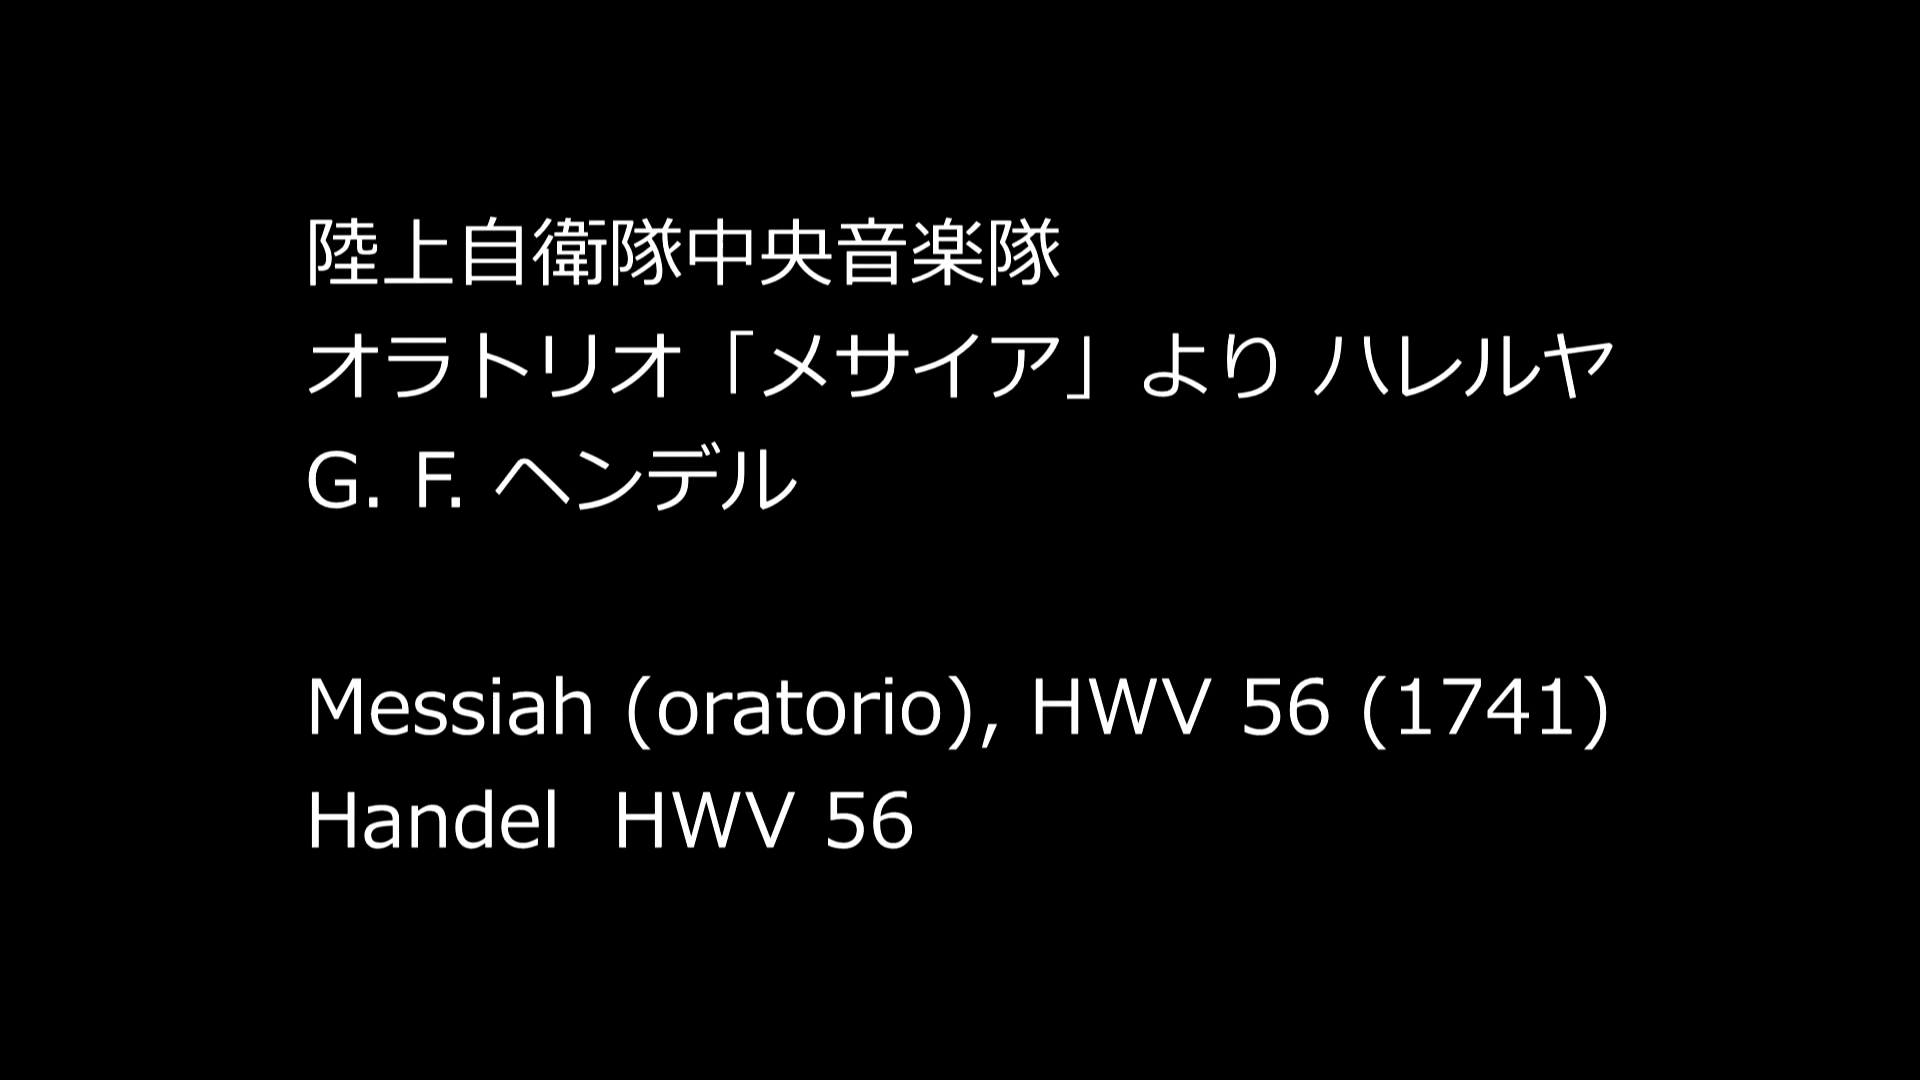 陸上自衛隊中央音楽隊
オラトリオ「メサイア」より ハレルヤ
G. F. ヘンデル
Messiah (oratorio), HWV 56 (1741)
Handel  HWV 56